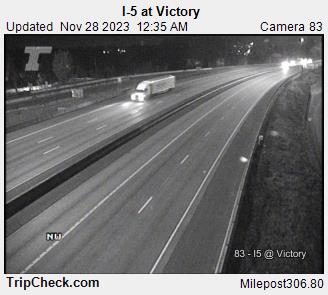 I-5 at Victory
Updated Nov 28 2023 12:35 AM Camera 83
T
NW
83 - I5 @ Victory
TripCheck.com Milepost306.80